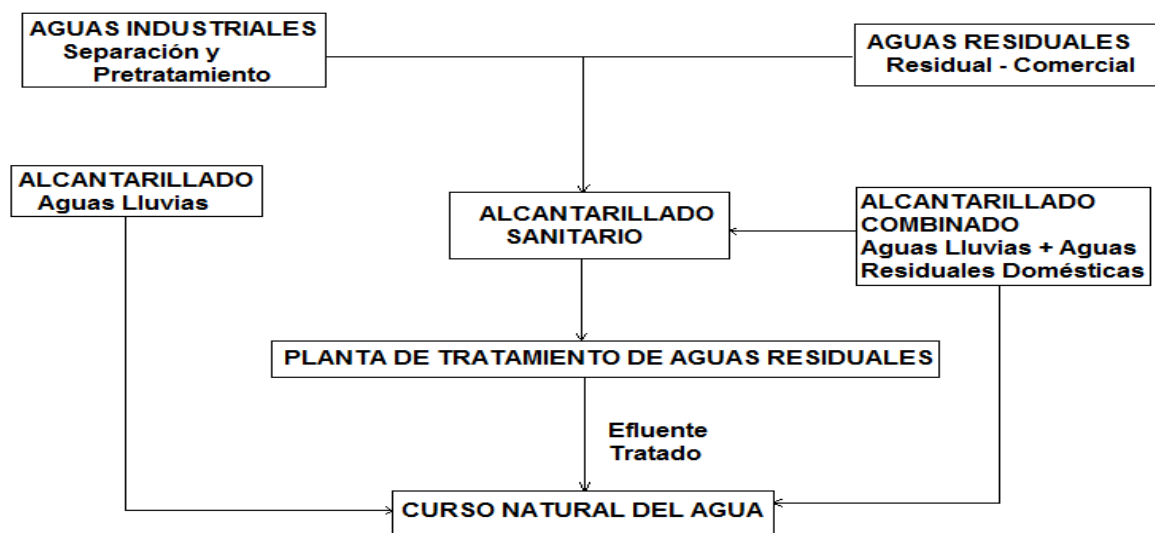 AGUAS INDUSTRIALES
Separación y
Pretratamiento
AGUAS RESIDUALES
Residual - Comercial
ALCANTARILLADO
Aguas Lluvias
ALCANTARILLADO
SANITARIO
ALCANTARILLADO
COMBINADO
Aguas Lluvias + Aguas
Residuales Domésticas
PLANTA DE TRATAMIENTO DE AGUAS RESIDUALES
Efluente
Tratado
CURSO NATURAL DEL AGUA